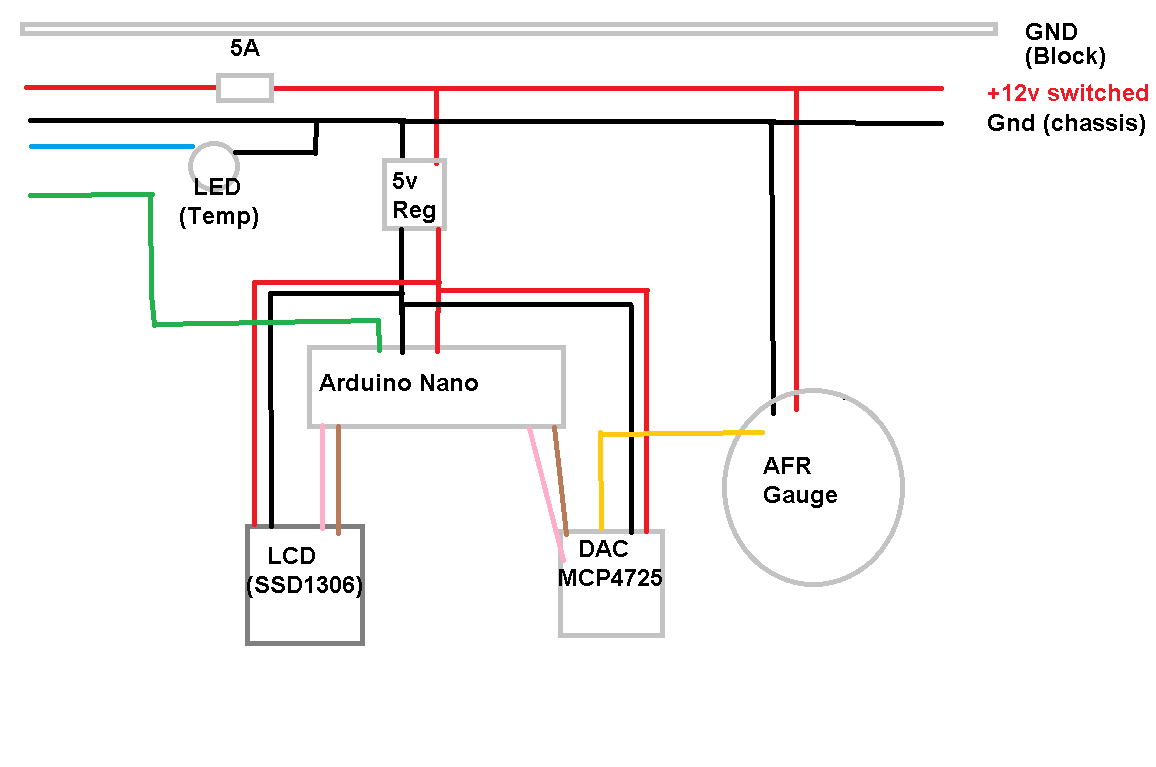 GND
(Block)
5A
+12v switched
Gnd (chassis)
5v
Reg
LED
(Temp)
Arduino Nano
AFR
Gauge
LCD
(SSD1306)
DAC
MCP4725